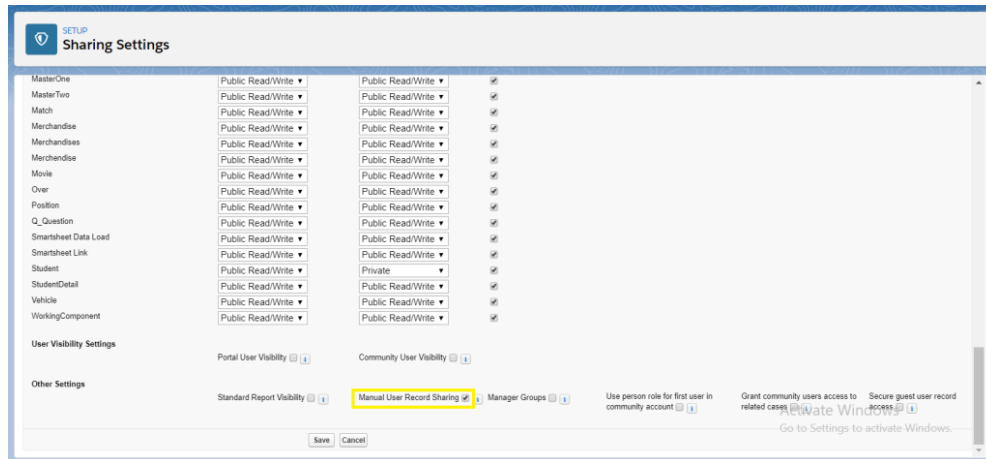 SETUP
Sharing Settings
MasterOne Public Read/Write Public Read/Write
MasterTwo Public Read/Write Public Read/Write
Match Public Read/Write Public Read/Write
Merchandise Public Read/Write Public Read/Write
Merchandises Public Read/Write Public Read/Write
Merchendise Public Read/Write Public Read/Write
Movie Public Read/Write Public Read/Write
Over Public Read/Write Public Read/Write
Position Public Read/Write Public Read/Write
Q_Question Public Read/Write Public Read/Write
Smartsheet Data Load Public Read/Write Public Read/Write
Smartsheet Link Public Read/Write Public Read/Write
Student Public Read/Write Private
StudentDetail Public Read/Write Public Read/Write
Vehicle Public Read/Write Public Read/Write
WorkingComponent Public Read/Write Public Read/Write
User Visibility Settings
Portal User Visibility Community User Visibility
Other Settings
Standard Report Visibility Manual User Record Sharing Manager Groups Use person role for first user in community account Grant community users access to related cases Secure guest user record access
Activate Windows
Go to Settings to activate Windows.
Save Cancel